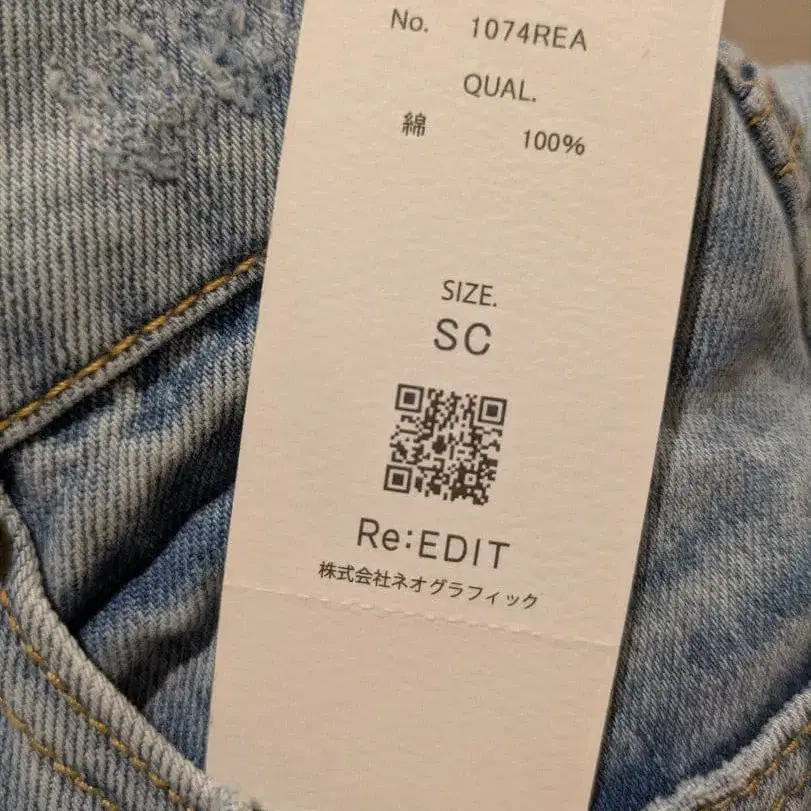 No. 1074REA
QUAL.
綿 100%
SIZE.
SC
Re:EDIT
株式会社ネオグラフィック